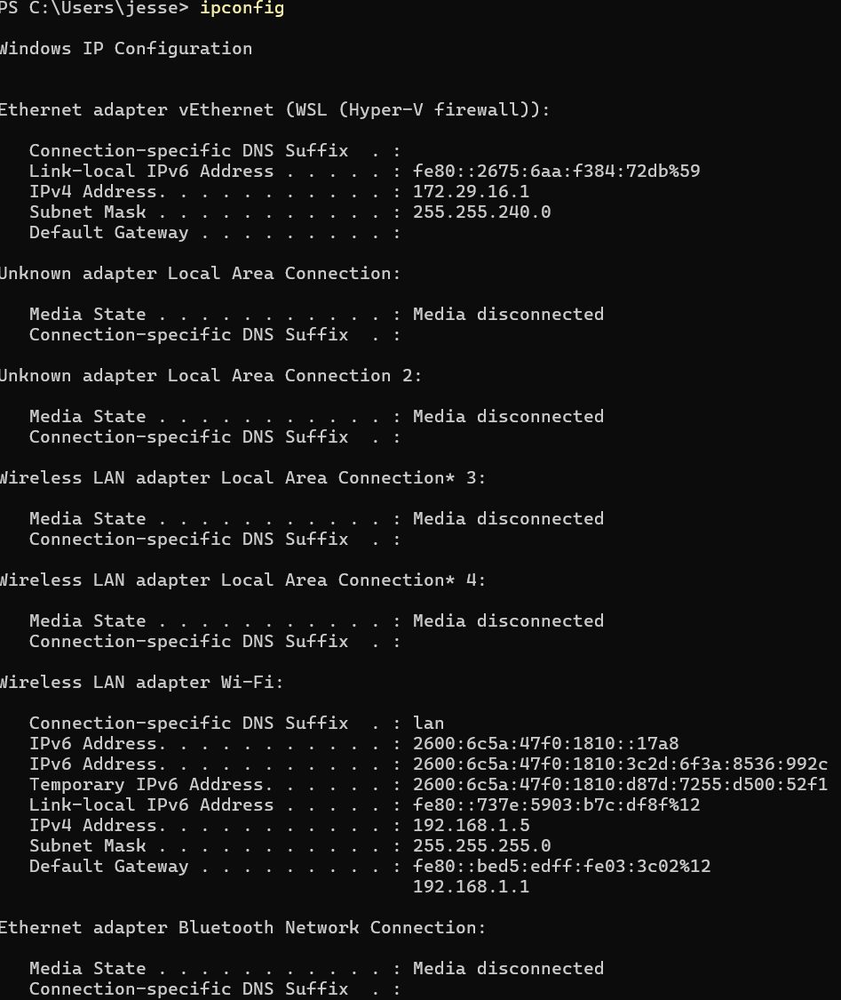 PS C:\Users\jesse> ipconfig
Windows IP Configuration
Ethernet adapter vEthernet (WSL (Hyper-V firewall)):
Connection-specific DNS Suffix  . :
Link-local IPv6 Address . . . . . : fe80::2675:6aa:f384:72db%59
IPv4 Address. . . . . . . . . . . : 172.29.16.1
Subnet Mask . . . . . . . . . . . : 255.255.240.0
Default Gateway . . . . . . . . . :
Unknown adapter Local Area Connection:
Media State . . . . . . . . . . . : Media disconnected
Connection-specific DNS Suffix  . :
Unknown adapter Local Area Connection 2:
Media State . . . . . . . . . . . : Media disconnected
Connection-specific DNS Suffix  . :
Wireless LAN adapter Local Area Connection* 3:
Media State . . . . . . . . . . . : Media disconnected
Connection-specific DNS Suffix  . :
Wireless LAN adapter Local Area Connection* 4:
Media State . . . . . . . . . . . : Media disconnected
Connection-specific DNS Suffix  . :
Wireless LAN adapter Wi-Fi:
Connection-specific DNS Suffix  . : lan
IPv6 Address. . . . . . . . . . . : 2600:6c5a:47f0:1810::17a8
IPv6 Address. . . . . . . . . . . : 2600:6c5a:47f0:1810:3c2d:6f3a:8536:992c
Temporary IPv6 Address. . . . . . : 2600:6c5a:47f0:1810:d87d:7255:d500:52f1
Link-local IPv6 Address . . . . . : fe80::737e:5903:b7c:df8f%12
IPv4 Address. . . . . . . . . . . : 192.168.1.5
Subnet Mask . . . . . . . . . . . : 255.255.255.0
Default Gateway . . . . . . . . . : fe80::bed5:edff:fe03:3c02%12
192.168.1.1
Ethernet adapter Bluetooth Network Connection:
Media State . . . . . . . . . . . : Media disconnected
Connection-specific DNS Suffix  . :